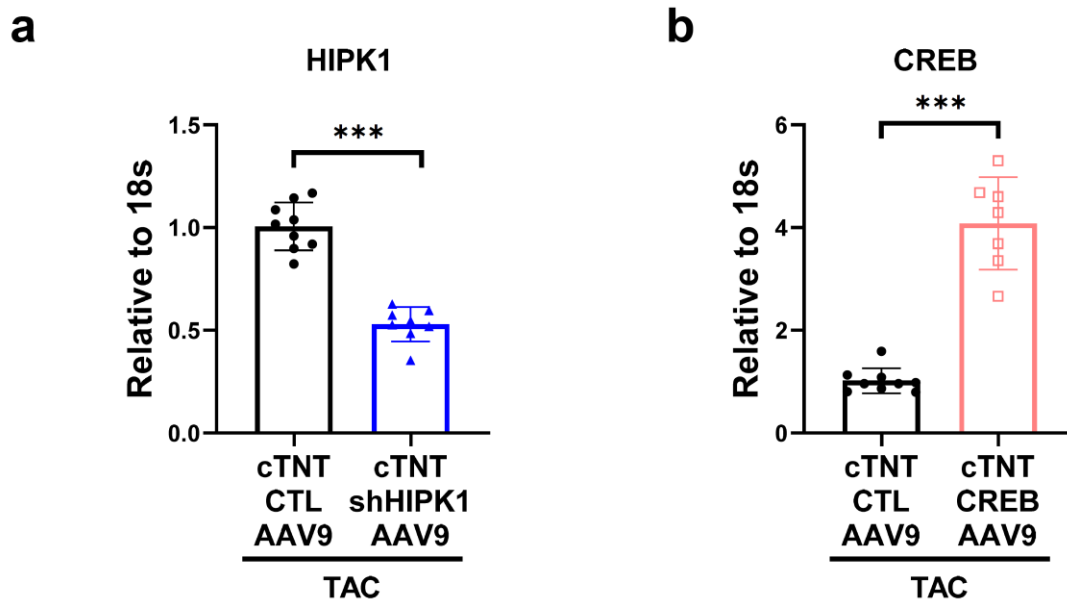 a
HIPK1
***
Relative to 18s
1.5
1.0
0.5
0.0
cTNT cTNT
CTL shHIPK1
AAV9 AAV9
TAC
b
CREB
***
Relative to 18s
6
4
2
0
cTNT cTNT
CTL CREB
AAV9 AAV9
TAC